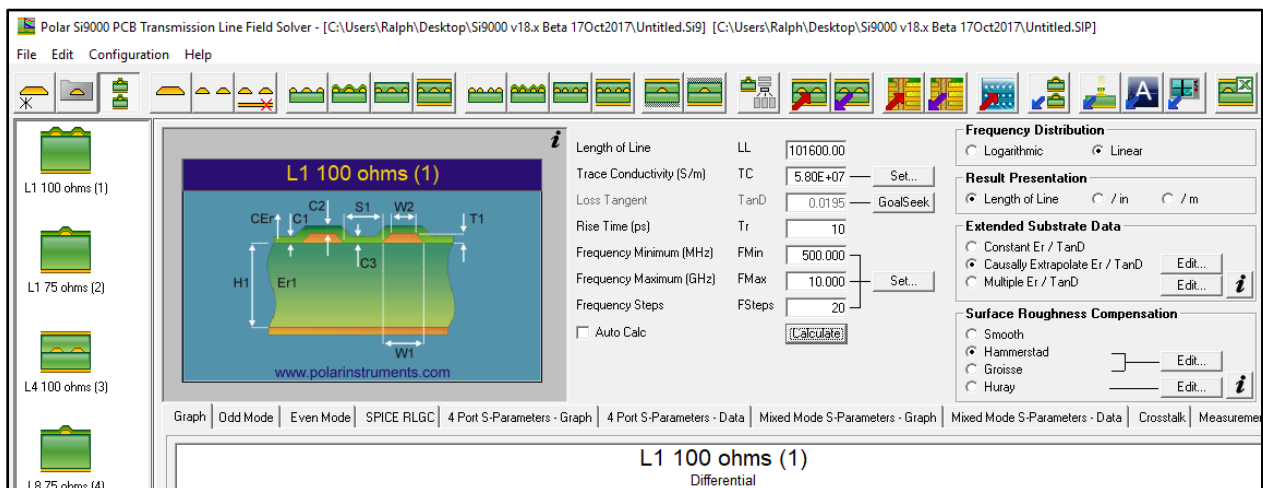 Polar Si9000 PCB Transmission Line Field Solver - [C:\Users\Ralph\Desktop\Si9000 v18.x Beta 17Oct2017\Untitled.Si9] [C:\Users\Ralph\Desktop\Si9000 v18.x Beta 17Oct2017\Untitled.SIP]
File Edit Configuration Help
A
L1 100 ohms (1)
L1 75 ohms (2)
L4 100 ohms (3)
L8 75 ohms (4)
i
L1 100 ohms (1)
CEr C1 C2 S1 W2 T1
C3
H1 Er1
W1
www.polarinstruments.com
Length of Line LL 101600.00
Trace Conductivity (S/m) TC 5.80E+07 Set...
Loss Tangent TanD 0.0195 GoalSeek
Rise Time (ps) Tr 10
Frequency Minimum (MHz) FMin 500.000
Frequency Maximum (GHz) FMax 10.000 Set...
Frequency Steps FSteps 20
Auto Calc Calculate
Frequency Distribution
Logarithmic Linear
Result Presentation
Length of Line / in / m
Extended Substrate Data
Constant Er / TanD
Causally Extrapolate Er / TanD Edit...
Multiple Er / TanD Edit... i
Surface Roughness Compensation
Smooth
Hammerstad Edit...
Groisse
Huray Edit... i
Graph Odd Mode Even Mode SPICE RLGC 4 Port S-Parameters - Graph 4 Port S-Parameters - Data Mixed Mode S-Parameters - Graph Mixed Mode S-Parameters - Data Crosstalk Measuremer
L1 100 ohms (1)
Differential